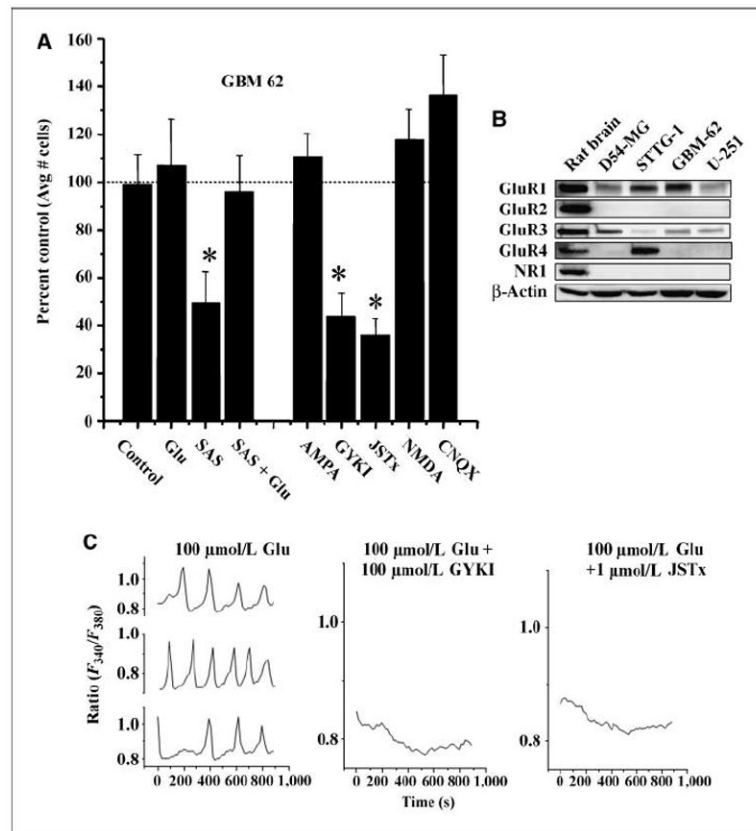 A
GBM 62
Percent control (Avg # cells)
160
140
120
100
80
60
40
20
0
*
*
*
Control
Glu
SAS
SAS + Glu
AMPA
GYKI
JSTx
NMDA
CNQX
B
Rat brain
D54-MG
STTG-1
GBM-62
U-251
GluR1
GluR2
GluR3
GluR4
NR1
β-Actin
C
100 µmol/L Glu
Ratio (F340/F380)
1.0
0.8
1.0
0.8
1.0
0.8
0 200 400 600 800 1,000
100 µmol/L Glu +
100 µmol/L GYKI
1.0
0.8
0 200 400 600 800 1,000
Time (s)
100 µmol/L Glu
+1 µmol/L JSTx
1.0
0.8
0 200 400 600 800 1,000